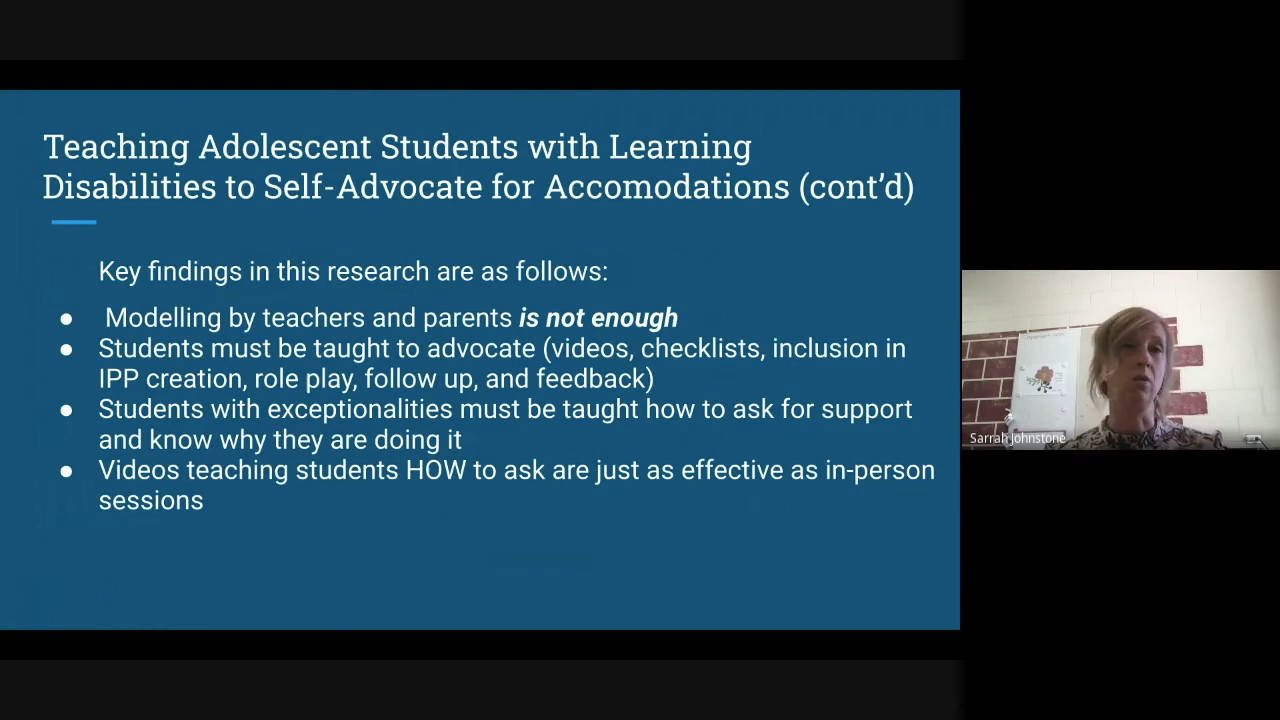 Teaching Adolescent Students with Learning
Disabilities to Self-Advocate for Accomodations (cont’d)
Key findings in this research are as follows:
● Modelling by teachers and parents is not enough
● Students must be taught to advocate (videos, checklists, inclusion in
IPP creation, role play, follow up, and feedback)
● Students with exceptionalities must be taught how to ask for support
and know why they are doing it
● Videos teaching students HOW to ask are just as effective as in-person
sessions
Sarrah Johnstone